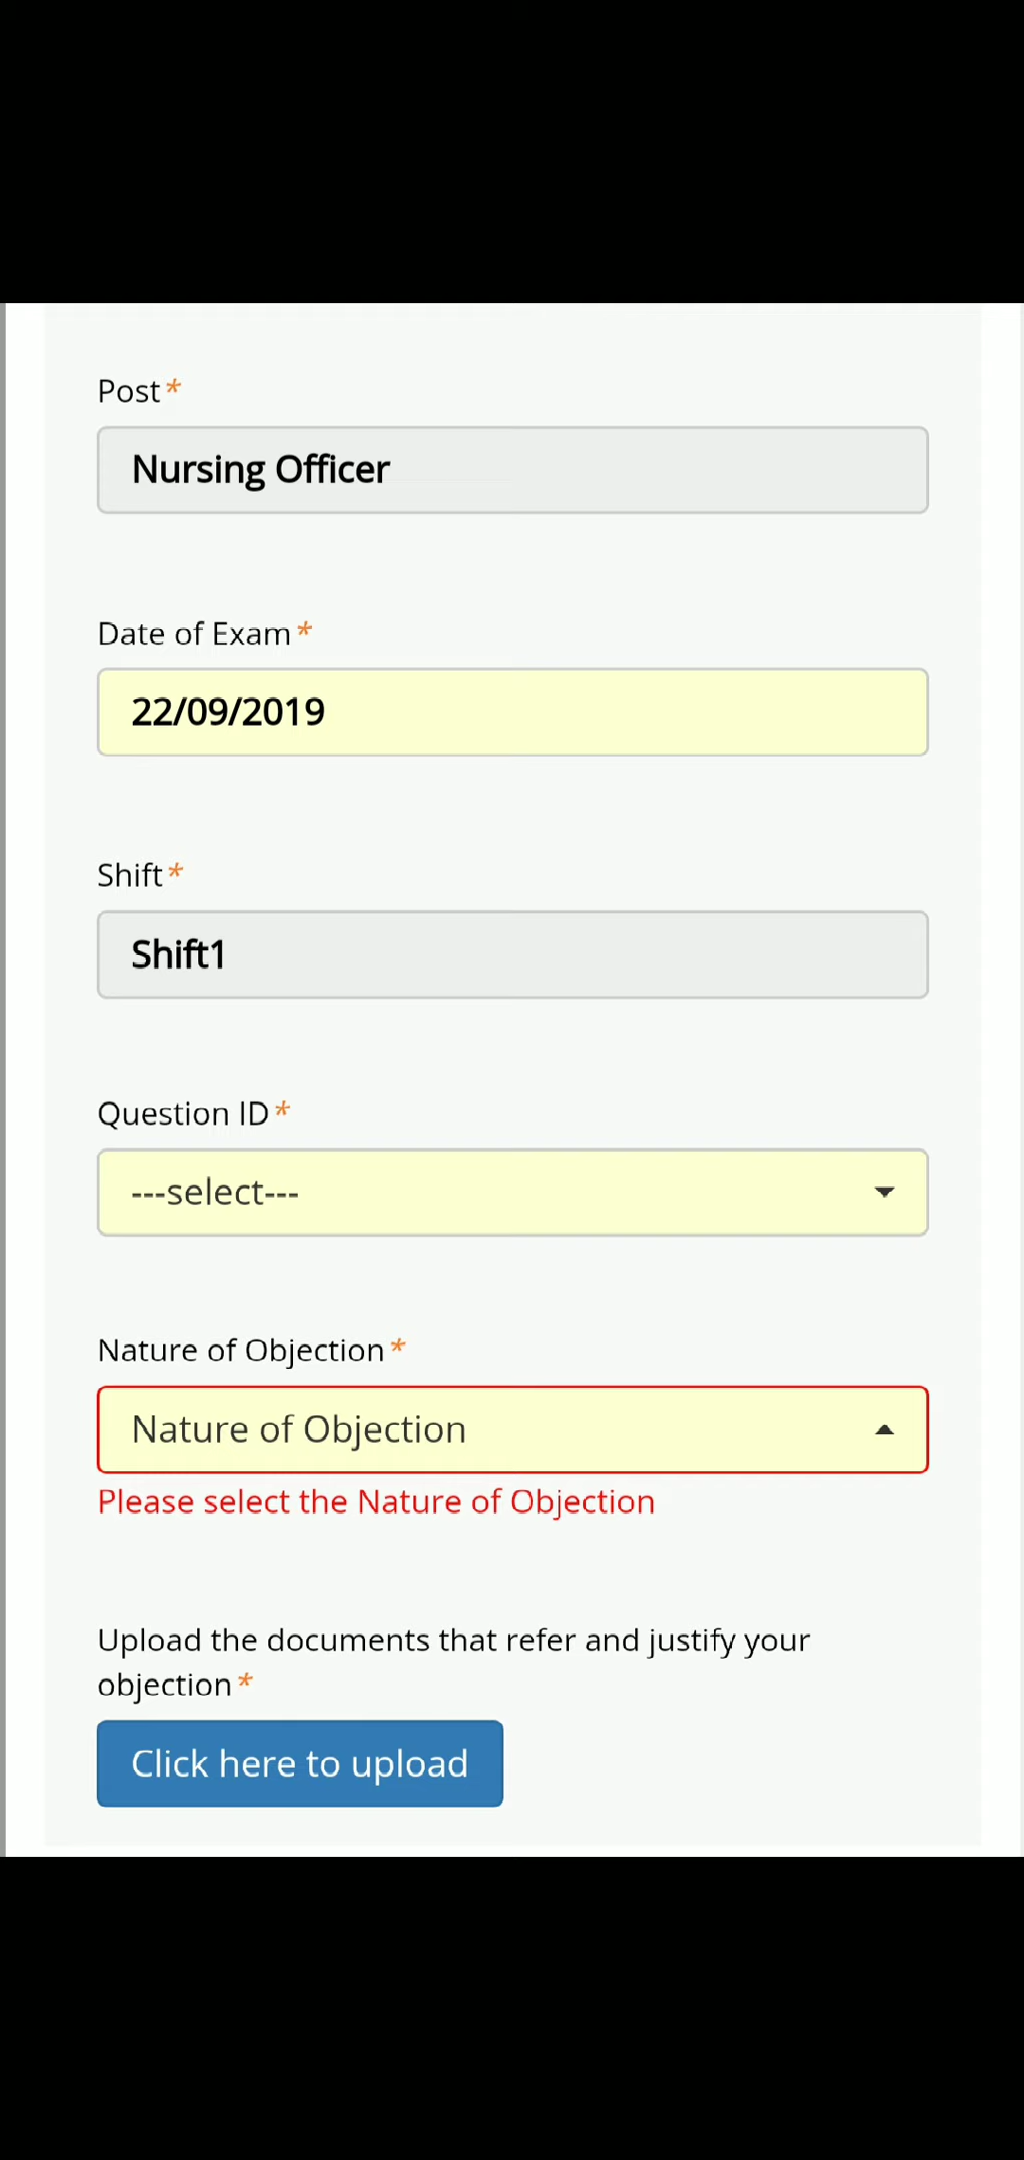 Post *
Nursing Officer
Date of Exam *
22/09/2019
Shift *
Shift1
Question ID *
---select---
Nature of Objection *
Nature of Objection
Please select the Nature of Objection
Upload the documents that refer and justify your
objection *
Click here to upload